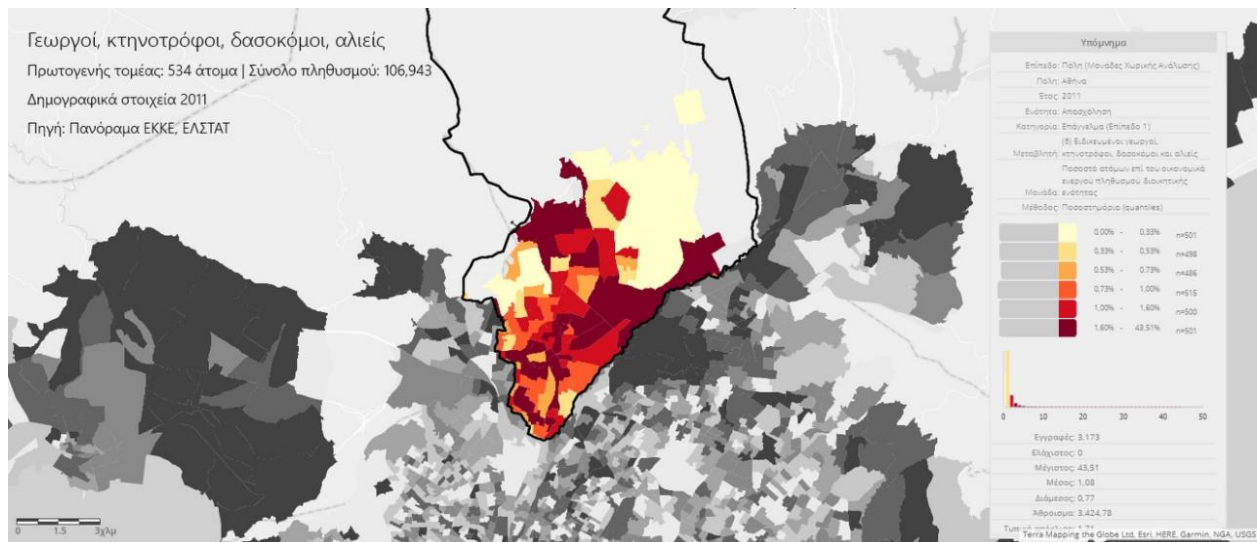 Γεωργοί, κτηνοτρόφοι, δασοκόμοι, αλιείς
Πρωτογενής τομέας: 534 άτομα | Σύνολο πληθυσμού: 106,943
Δημογραφικά στοιχεία 2011
Πηγή: Πανόραμα ΕΚΚΕ, ΕΛΣΤΑΤ
Υπόμνημα
Επίπεδο: Πόλη (Μονάδες Χωρικής Ανάλυσης)
Πόλη: Αθήνα
Έτος: 2011
Ενότητα: Απασχόληση
Κατηγορία: Επάγγελμα (Επίπεδο 1)
(6) Ειδικευμένοι γεωργοί,
Μεταβλητή: κτηνοτρόφοι, δασοκόμοι και αλιείς
Ποσοστό ατόμων επί του οικονομικά
ενεργού πληθυσμού διοικητικής
Μονάδα: ενότητας
Μέθοδος: Ποσοστημόρια (quantiles)
0,00% - 0,33% n=501
0,33% - 0,53% n=498
0,53% - 0,73% n=486
0,73% - 1,00% n=515
1,00% - 1,60% n=500
1,60% - 43,51% n=501
0 10 20 30 40 50
Εγγραφές: 3.173
Ελάχιστος: 0
Μέγιστος: 43,51
Μέσος: 1,08
Διάμεσος: 0,77
Άθροισμα: 3.424,78
0 1.5 3χλμ
Terra Mapping the Globe Ltd, Esri, HERE, Garmin, NGA, USGS